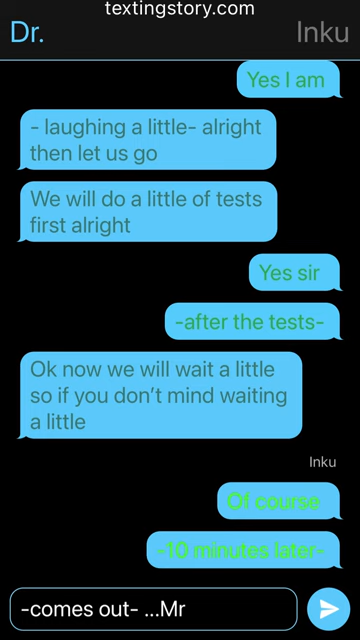 textingstory.com
Dr.
Inku
Yes I am
- laughing a little- alright
then let us go
We will do a little of tests
first alright
Yes sir
-after the tests-
Ok now we will wait a little
so if you don't mind waiting
a little
Inku
Of course
-10 minutes later-
-comes out- ...Mr